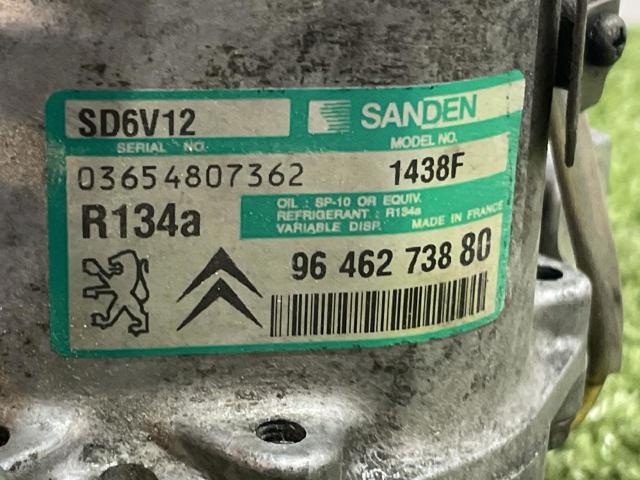 SD6V12 SANDEN
SERIAL NO. MODEL NO.
03654807362 1438F
R134a
OIL : SP-10 OR EQUIV.
REFRIGERANT : R134a
VARIABLE DISP. MADE IN FRANCE
96 462 738 80